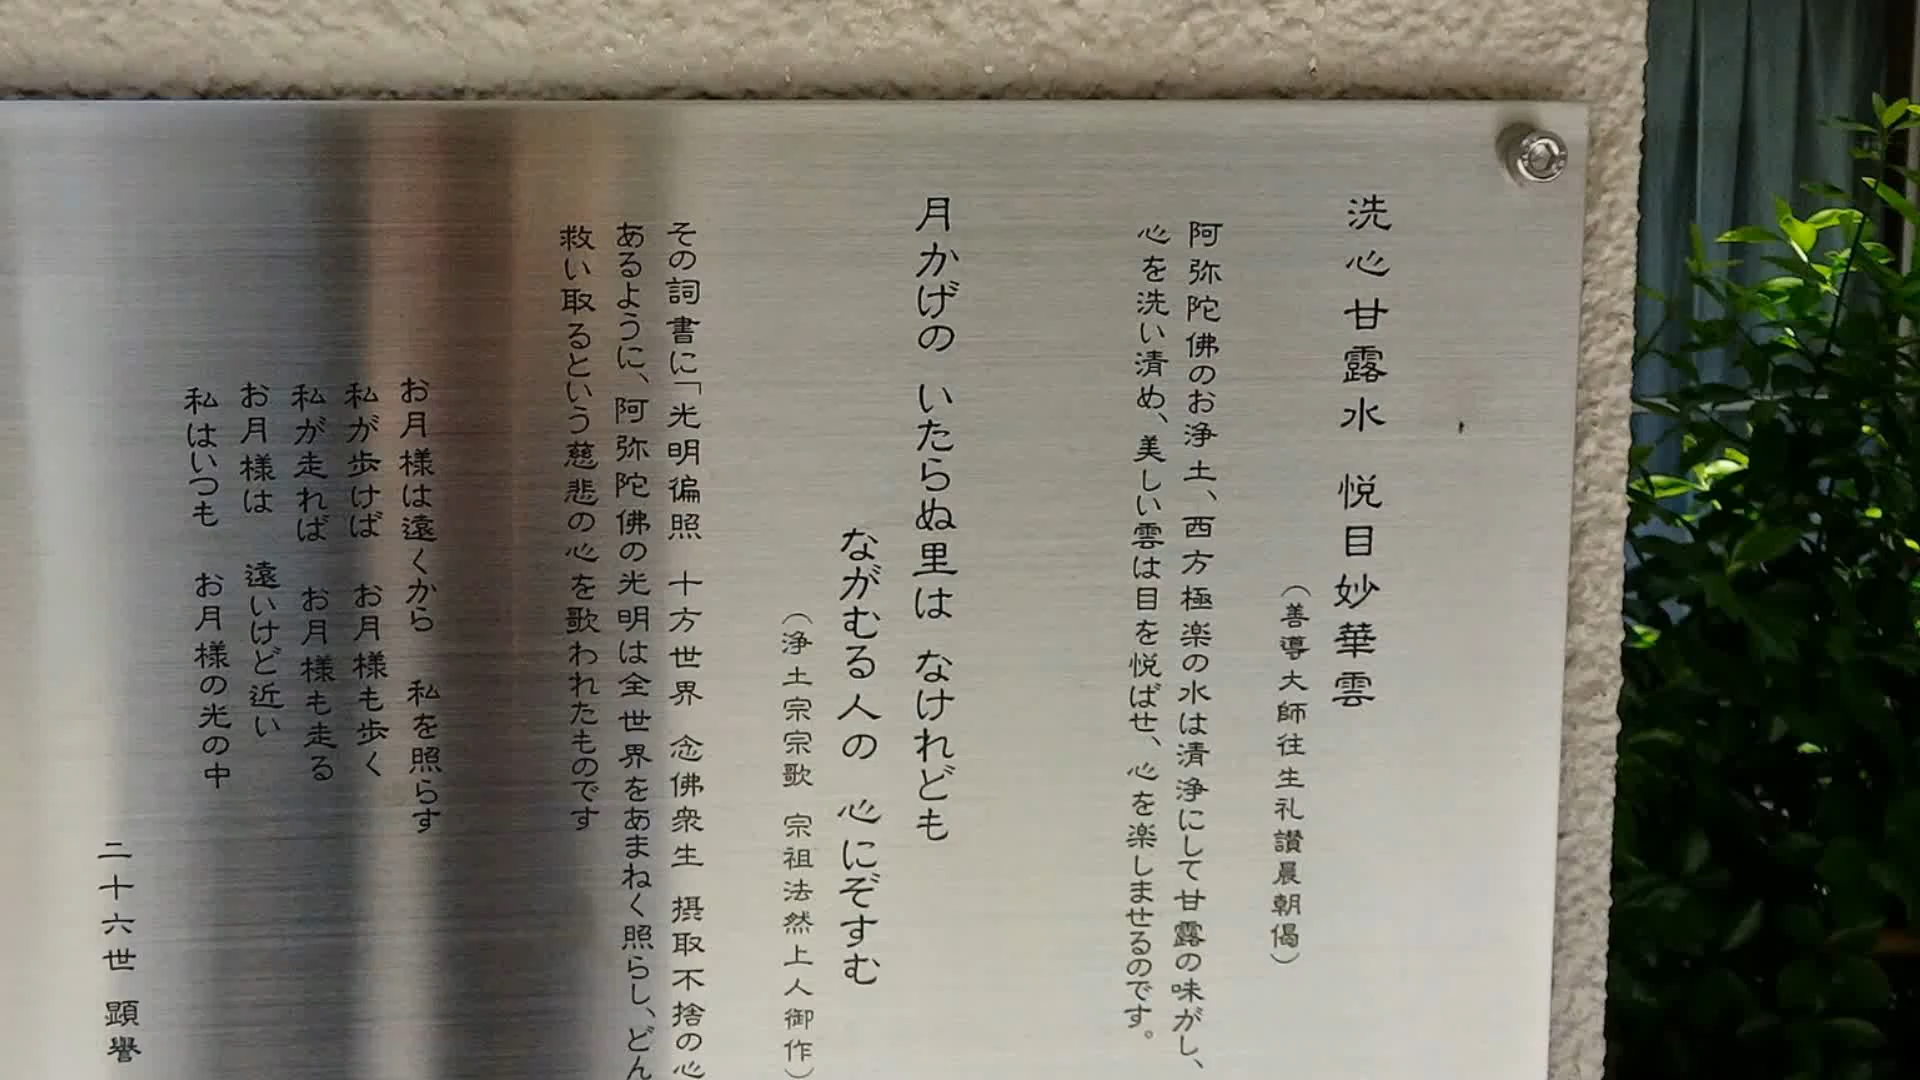 洗心甘露水 悦目妙華雲
（善導大師往生礼讃晨朝偈）
阿弥陀佛のお浄土、西方極楽の水は清浄にして甘露の味がし、
心を洗い清め、美しい雲は目を悦ばせ、心を楽しませるのです。
月かげの いたらぬ里は なけれども
ながむる人の 心にぞすむ
（浄土宗宗歌 宗祖法然上人御作）
その詞書に「光明徧照 十方世界 念佛衆生 摂取不捨の心
あるように、阿弥陀佛の光明は全世界をあまねく照らし、どん
救い取るという慈悲の心を歌われたものです
お月様は遠くから 私を照らす
私が歩けば お月様も歩く
私が走れば お月様も走る
お月様は 遠いけど近い
私はいつも お月様の光の中
二十六世 顕誉